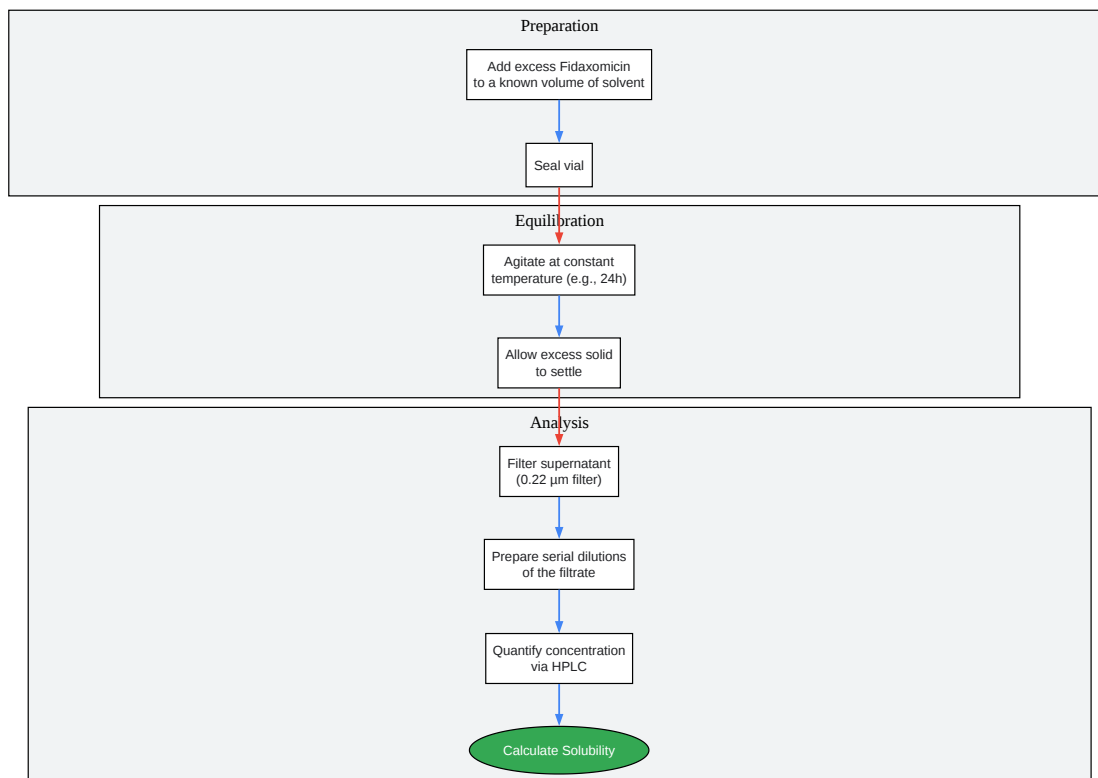 Preparation
Add excess Fidaxomicin
to a known volume of solvent
Seal vial
Equilibration
Agitate at constant
temperature (e.g., 24h)
Allow excess solid
to settle
Analysis
Filter supernatant
(0.22 µm filter)
Prepare serial dilutions
of the filtrate
Quantify concentration
via HPLC
Calculate Solubility